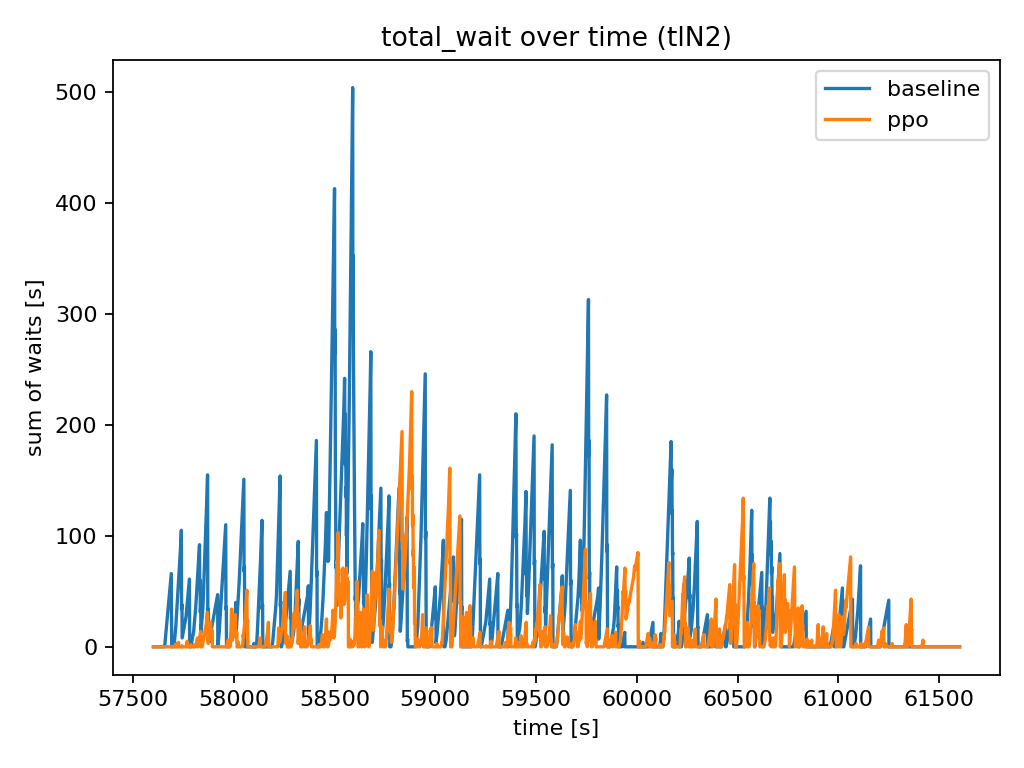 total_wait over time (tlN2)
baseline
ppo
sum of waits [s]
500
400
300
200
100
0
57500 58000 58500 59000 59500 60000 60500 61000 61500
time [s]